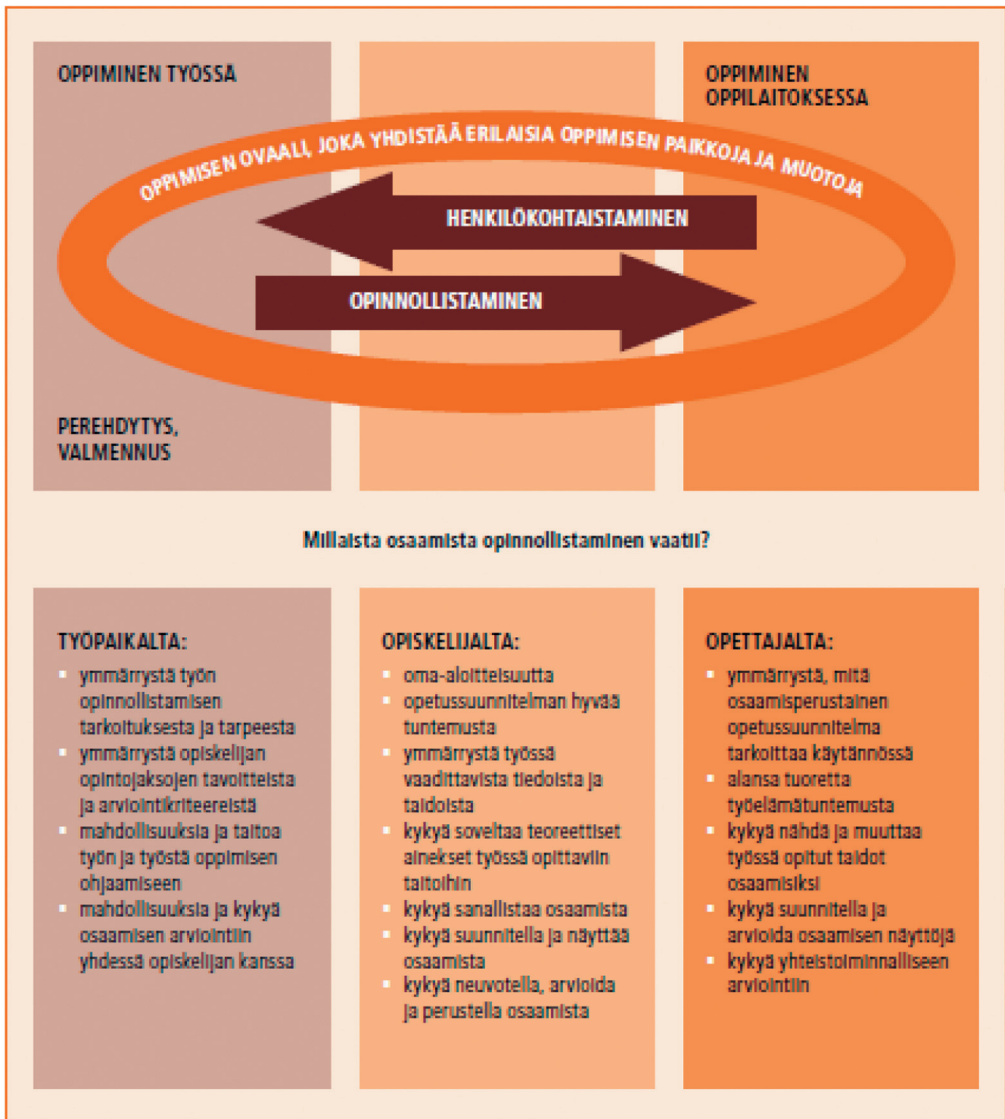 OPPIMINEN TYÖSSÄ
OPPIMINEN
OPPILAITOKSESSA
OPPIMISEN OVAALI, JOKA YHDISTÄÄ ERILAISIA OPPIMISEN PAIKKOJA JA MUOTOJA
HENKILÖKOHTAISTAMINEN
OPINNOLLISTAMINEN
PEREHDYTYS,
VALMENNUS
Millaista osaamista opinnollistaminen vaatii?
TYÖPAIKALTA:
▪ ymmärrystä työn
opinnollistamisen
tarkoituksesta ja tarpeesta
▪ ymmärrystä opiskelijan
opintojaksojen tavoitteista
ja arviointikriteereistä
▪ mahdollisuuksia ja taitoa
työn ja työstä oppimisen
ohjaamiseen
▪ mahdollisuuksia ja kykyä
osaamisen arviointiin
yhdessä opiskelijan kanssa
OPISKELIJALTA:
▪ oma-aloitteisuutta
▪ opetussuunnitelman hyvää
tuntemusta
▪ ymmärrystä työssä
vaadittavista tiedoista ja
taidoista
▪ kykyä soveltaa teoreettiset
ainekset työssä opittaviin
taitoihin
▪ kykyä sanallistaa osaamista
▪ kykyä suunnitella ja näyttää
osaamista
▪ kykyä neuvotella, arvioida
ja perustella osaamista
OPETTAJALTA:
▪ ymmärrystä, mitä
osaamisperustainen
opetussuunnitelma
tarkoittaa käytännössä
▪ alansa tuoretta
työelämätuntemusta
▪ kykyä nähdä ja muuttaa
työssä opitut taidot
osaamisiksi
▪ kykyä suunnitella ja
arvioida osaamisen näyttöjä
▪ kykyä yhteistoiminnalliseen
arviointiin